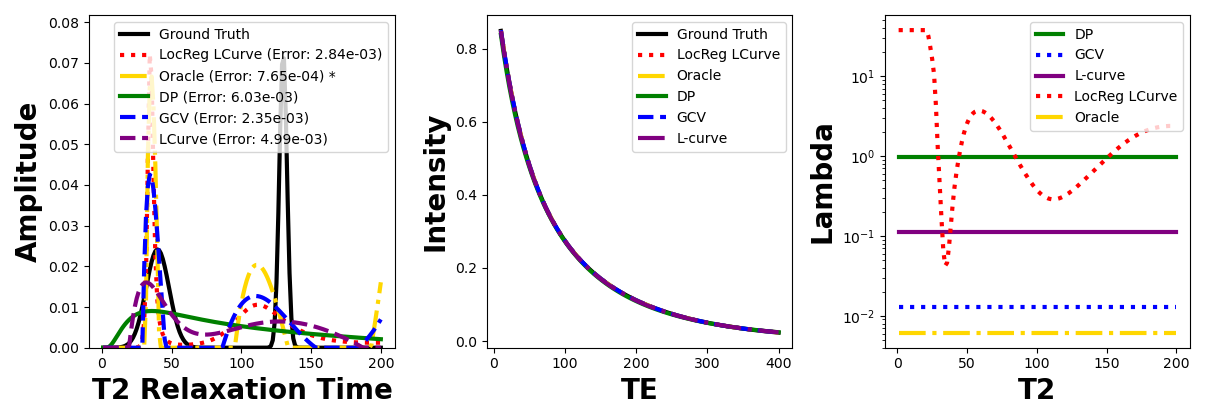 0.08
0.07
0.06
0.05
0.04
0.03
0.02
0.01
0.00
Amplitude
Ground Truth
LocReg LCurve (Error: 2.84e-03)
Oracle (Error: 7.65e-04) *
DP (Error: 6.03e-03)
GCV (Error: 2.35e-03)
LCurve (Error: 4.99e-03)
0 50 100 150 200
T2 Relaxation Time
0.8
0.6
0.4
0.2
0.0
Intensity
Ground Truth
LocReg LCurve
Oracle
DP
GCV
L-curve
0 100 200 300 400
TE
10¹
10⁰
10⁻¹
10⁻²
Lambda
DP
GCV
L-curve
LocReg LCurve
Oracle
0 50 100 150 200
T2